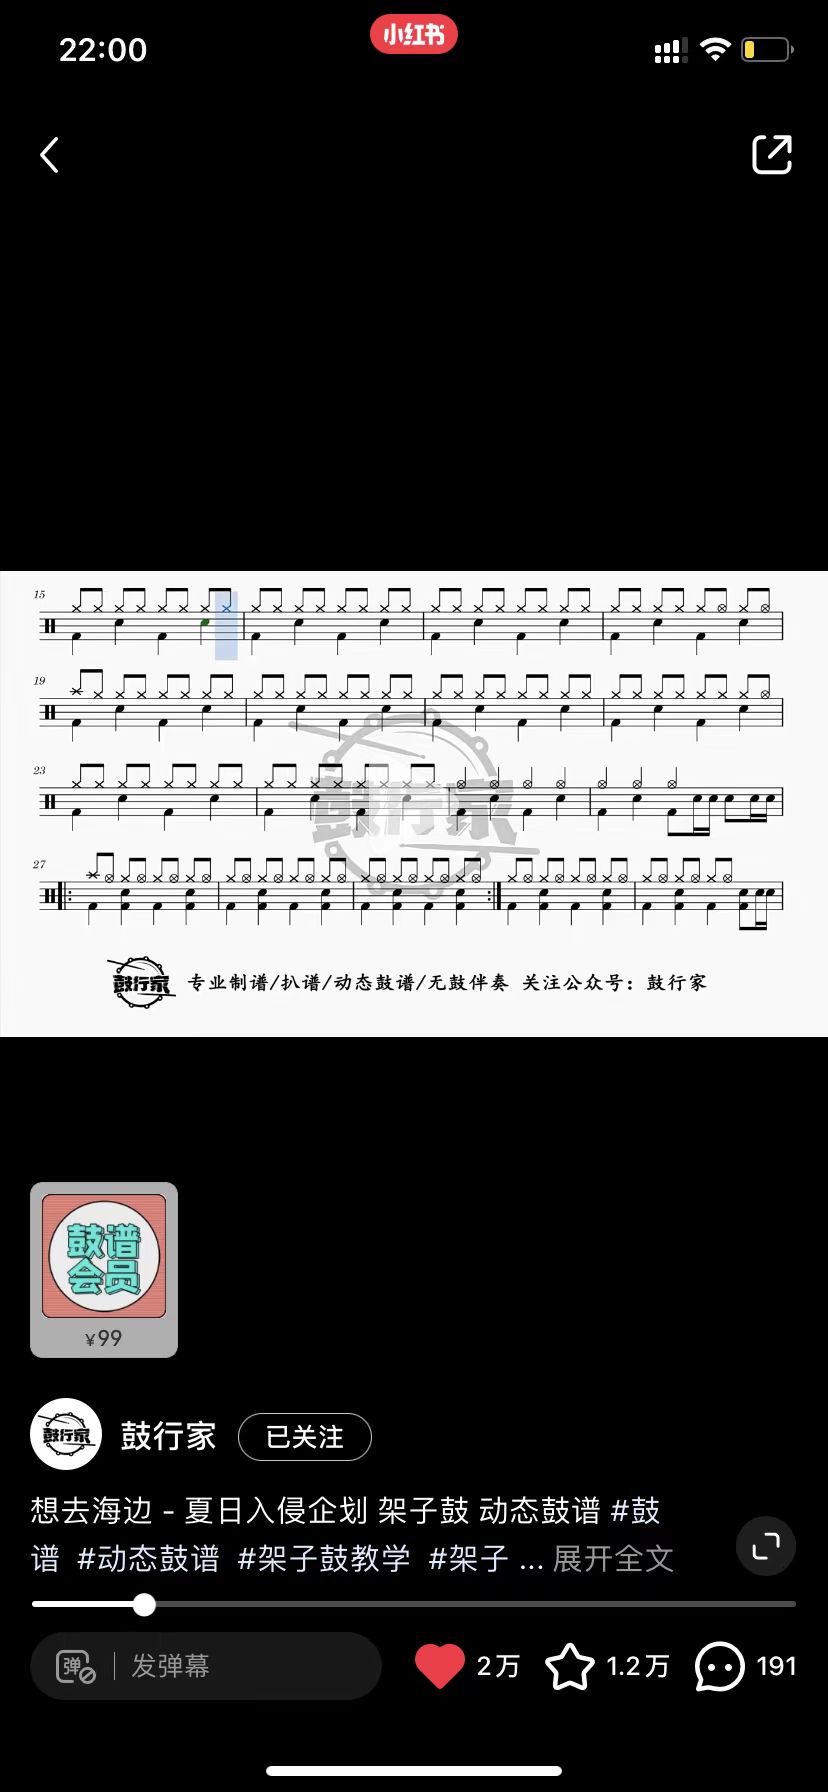 22:00
小红书
15
19
鼓行家
23
27
鼓行家 专业制谱/扒谱/动态鼓谱/无鼓伴奏 关注公众号：鼓行家
鼓谱
会员
¥99
鼓行家 鼓行家 已关注
想去海边 - 夏日入侵企划 架子鼓 动态鼓谱 #鼓
谱 #动态鼓谱 #架子鼓教学 #架子 ... 展开全文
弹 发弹幕 2万 1.2万 191